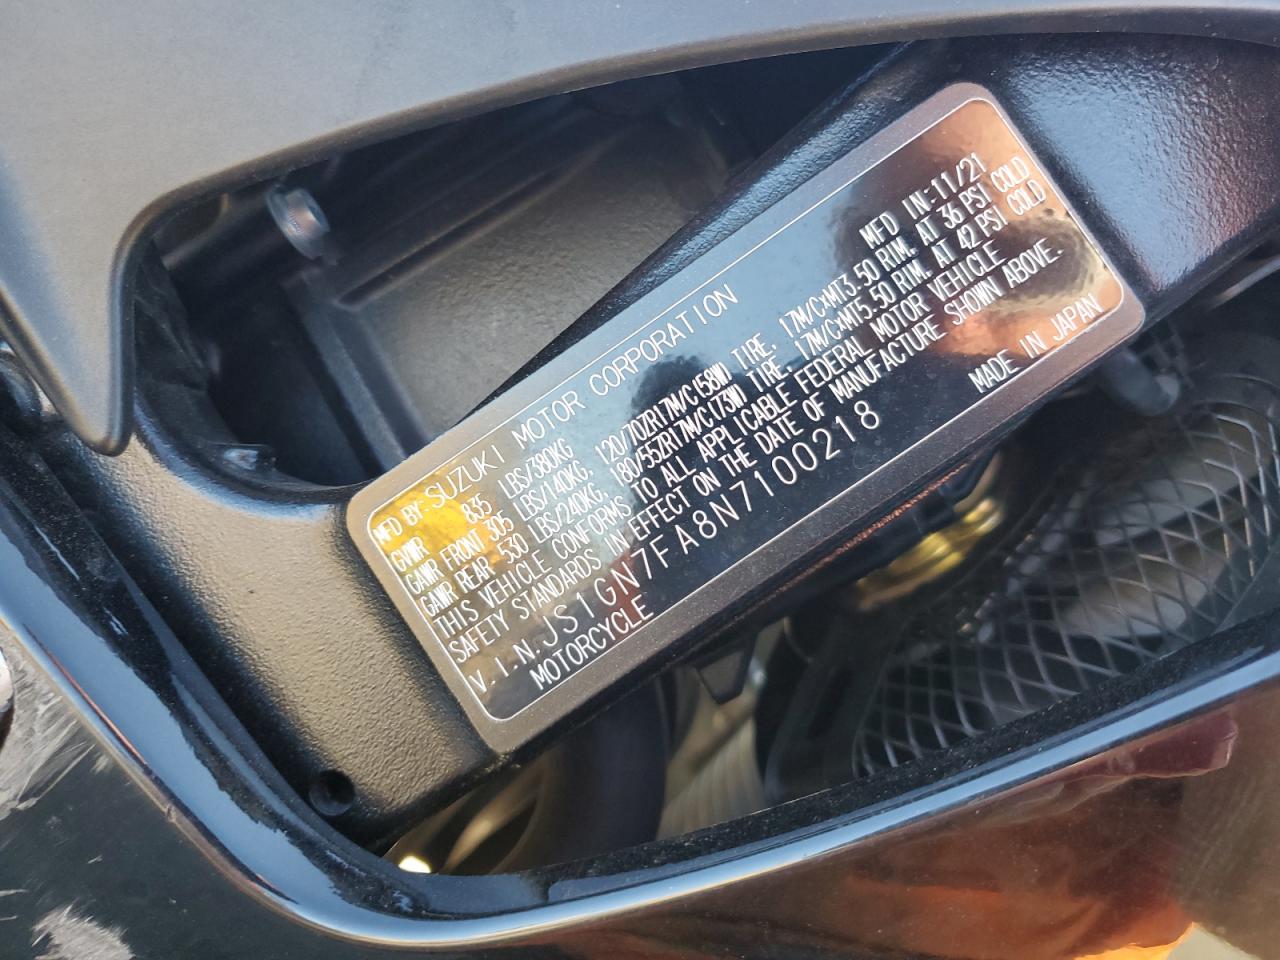 MFD IN:11/21
MFD BY:SUZUKI MOTOR CORPORATION
GVWR 835 LBS/380KG
GAWR FRONT 305 LBS/140KG, 120/70ZR17M/C(58W) TIRE, 17M/CxMT3.50 RIM, AT 36 PSI COLD
GAWR REAR 530 LBS/240KG, 180/55ZR17M/C(73W) TIRE, 17M/CxMT5.50 RIM, AT 42 PSI COLD
THIS VEHICLE CONFORMS TO ALL APPLICABLE FEDERAL MOTOR VEHICLE
SAFETY STANDARDS IN EFFECT ON THE DATE OF MANUFACTURE SHOWN ABOVE.
V.I.N.JS1GN7FA8N7100218
MOTORCYCLE MADE IN JAPAN